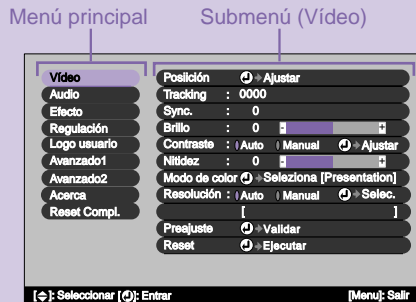 Menú principal
Submenú (Vídeo)
Vídeo
Audio
Efecto
Regulación
Logo usuario
Avanzado1
Avanzado2
Acerca
Reset Compl.
Posilción Ajustar
Tracking : 0000
Sync. : 0
Brillo : 0 - +
Contraste : Auto Manual Ajustar
Nitidez : 0 - +
Modo de color Seleziona [Presentation]
Resolución : Auto Manual Selec.
[ ]
Preajuste Validar
Reset Ejecutar
[ ]: Seleccionar [ ]: Entrar [Menu]: Salir